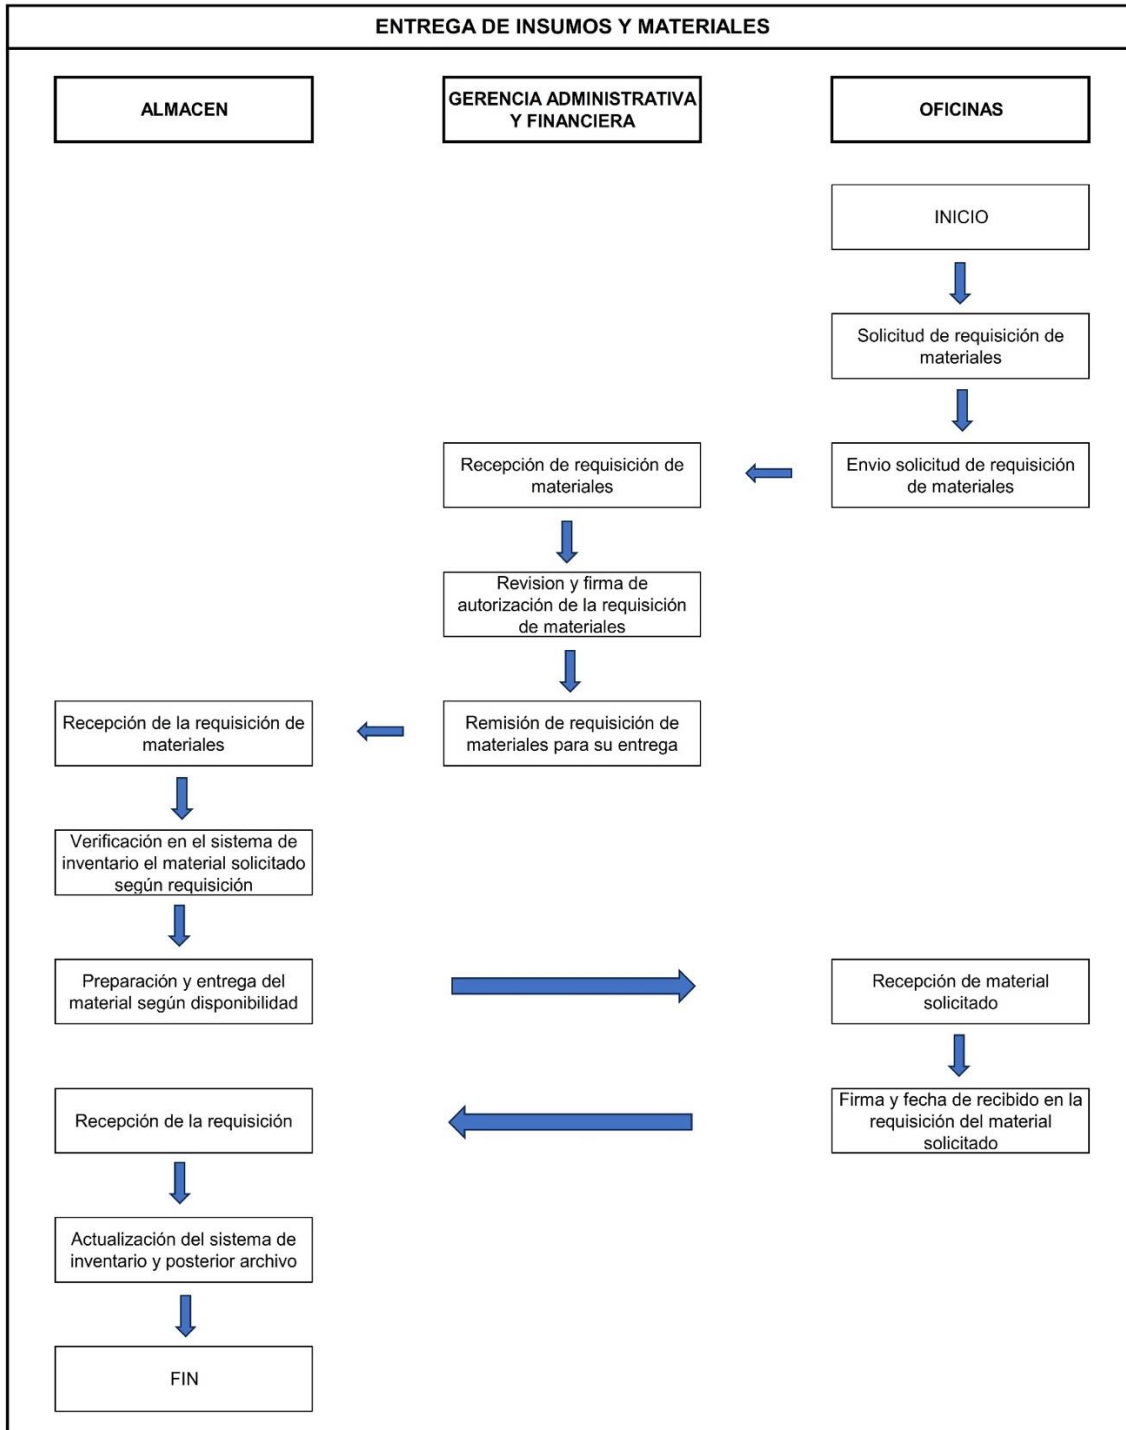 ENTREGA DE INSUMOS Y MATERIALES
ALMACEN
GERENCIA ADMINISTRATIVA
Y FINANCIERA
OFICINAS
INICIO
Solicitud de requisición de
materiales
Envio solicitud de requisición
de materiales
Recepción de requisición de
materiales
Revision y firma de
autorización de la requisición
de materiales
Remisión de requisición de
materiales para su entrega
Recepción de la requisición de
materiales
Verificación en el sistema de
inventario el material solicitado
según requisición
Preparación y entrega del
material según disponibilidad
Recepción de material
solicitado
Firma y fecha de recibido en la
requisición del material
solicitado
Recepción de la requisición
Actualización del sistema de
inventario y posterior archivo
FIN